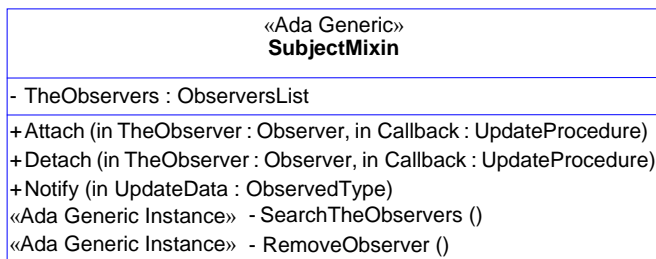 «Ada Generic»
SubjectMixin
- TheObservers : ObserversList
+Attach (in TheObserver : Observer, in Callback : UpdateProcedure)
+Detach (in TheObserver : Observer, in Callback : UpdateProcedure)
+Notify (in UpdateData : ObservedType)
«Ada Generic Instance» - SearchTheObservers ()
«Ada Generic Instance» - RemoveObserver ()